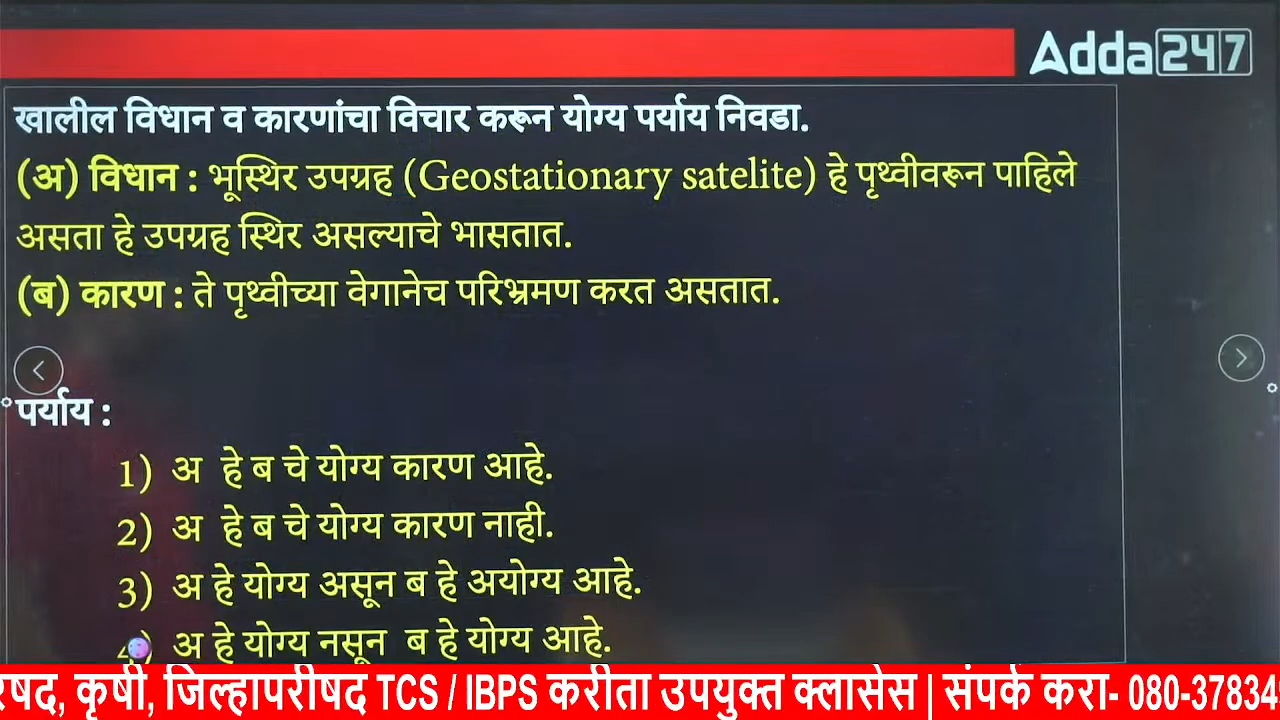 Adda247
खालील विधान व कारणांचा विचार करून योग्य पर्याय निवडा.
(अ) विधान : भूस्थिर उपग्रह (Geostationary satelite) हे पृथ्वीवरून पाहिले
असता हे उपग्रह स्थिर असल्याचे भासतात.
(ब) कारण : ते पृथ्वीच्या वेगानेच परिभ्रमण करत असतात.
पर्याय :
1) अ हे ब चे योग्य कारण आहे.
2) अ हे ब चे योग्य कारण नाही.
3) अ हे योग्य असून ब हे अयोग्य आहे.
4) अ हे योग्य नसून ब हे योग्य आहे.
रषद, कृषी, जिल्हापरीषद TCS / IBPS करीता उपयुक्त क्लासेस | संपर्क करा- 080-37834